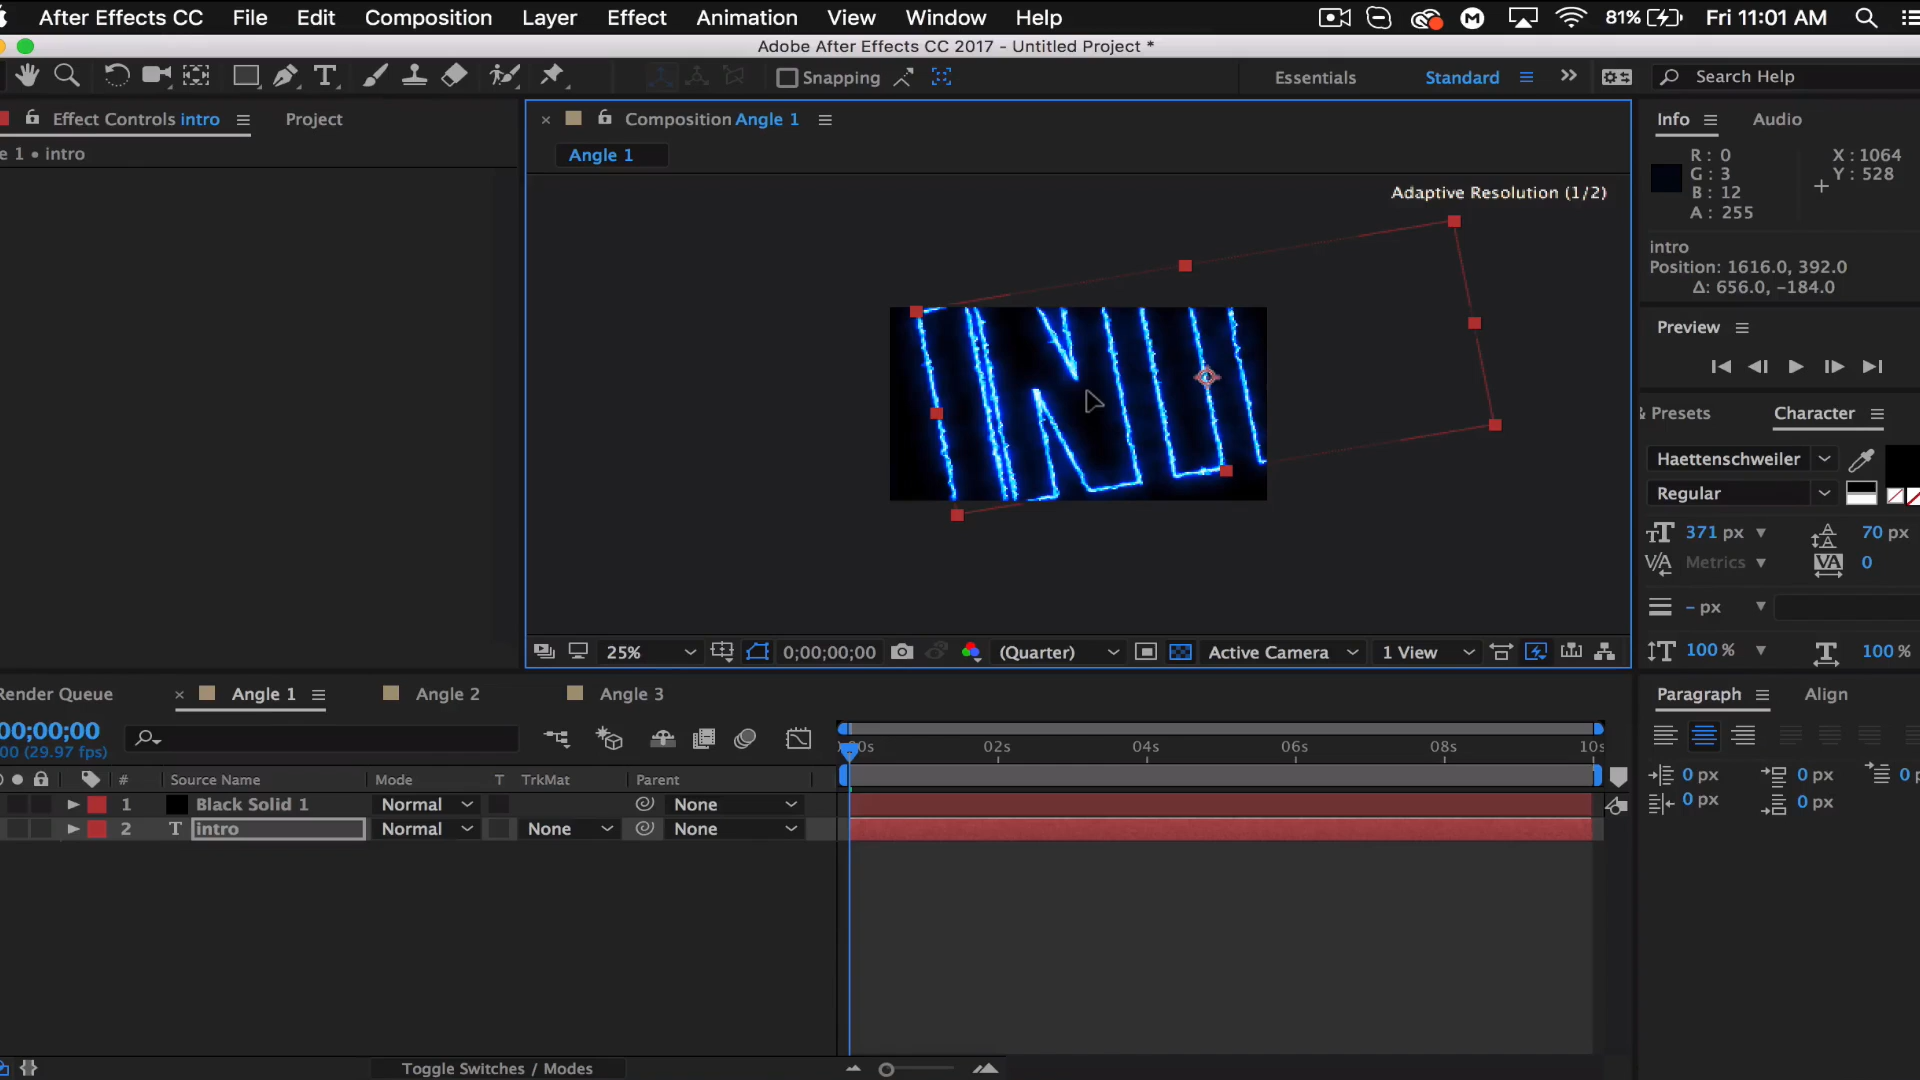 After Effects CC File Edit Composition Layer Effect Animation View Window Help 81% Fri 11:01 AM
Adobe After Effects CC 2017 - Untitled Project *
Snapping Essentials Standard Search Help
Effect Controls intro Project Composition Angle 1 Info Audio
e 1 • intro Angle 1
R: 0 X: 1064
G: 3 Y: 528
B: 12
A: 255
Adaptive Resolution (1/2)
intro
Position: 1616.0, 392.0
Δ: 656.0, -184.0
Preview
& Presets Character
Haettenschweiler
Regular
371 px 70 px
Metrics 0
- px
100 % 100 %
25% 0;00;00;00 (Quarter) Active Camera 1 View
Render Queue Angle 1 Angle 2 Angle 3 Paragraph Align
00;00;00
00 (29.97 fps)
:00s 02s 04s 06s 08s 10s
# Source Name Mode T TrkMat Parent
0 px 0 px 0 p
0 px 0 px
1 Black Solid 1 Normal None
2 T intro Normal None None
Toggle Switches / Modes